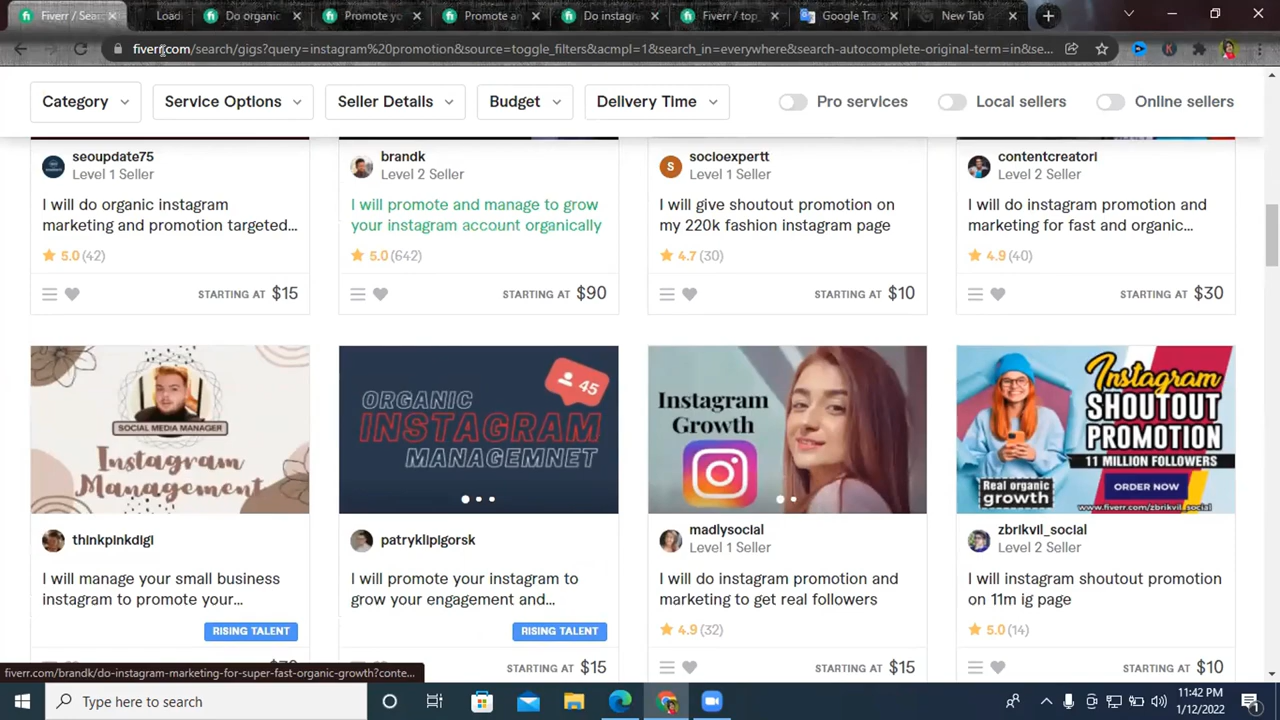 Fiverr / Sear
Loadi
Do organic
Promote yo
Promote an
Do instagr
Fiverr / top_
Google Tra
New Tab
fiverr.com/search/gigs?query=instagram%20promotion&source=toggle_filters&acmpl=1&search_in=everywhere&search-autocomplete-original-term=in&se...
Category
Service Options
Seller Details
Budget
Delivery Time
Pro services
Local sellers
Online sellers
seoupdate75
Level 1 Seller
I will do organic instagram
marketing and promotion targeted...
5.0 (42)
STARTING AT $15
brandk
Level 2 Seller
I will promote and manage to grow
your instagram account organically
5.0 (642)
STARTING AT $90
S
socioexpertt
Level 1 Seller
I will give shoutout promotion on
my 220k fashion instagram page
4.7 (30)
STARTING AT $10
contentcreatori
Level 2 Seller
I will do instagram promotion and
marketing for fast and organic...
4.9 (40)
STARTING AT $30
SOCIAL MEDIA MANAGER
Instagram
Management
thinkpinkdigi
I will manage your small business
instagram to promote your...
RISING TALENT
45
ORGANIC
INSTAGRAM
MANAGEMNET
patryklipigorsk
I will promote your instagram to
grow your engagement and...
RISING TALENT
STARTING AT $15
Instagram
Growth
madlysocial
Level 1 Seller
I will do instagram promotion and
marketing to get real followers
4.9 (32)
STARTING AT $15
Instagram
SHOUTOUT
PROMOTION
11 MILLION FOLLOWERS
Real organic
growth
ORDER NOW
www.fiverr.com/zbrikvil_social
zbrikvil_social
Level 2 Seller
I will instagram shoutout promotion
on 11m ig page
5.0 (14)
STARTING AT $10
fiverr.com/brandk/do-instagram-marketing-for-super-fast-organic-growth?conte...
Type here to search
11:42 PM
1/12/2022
1